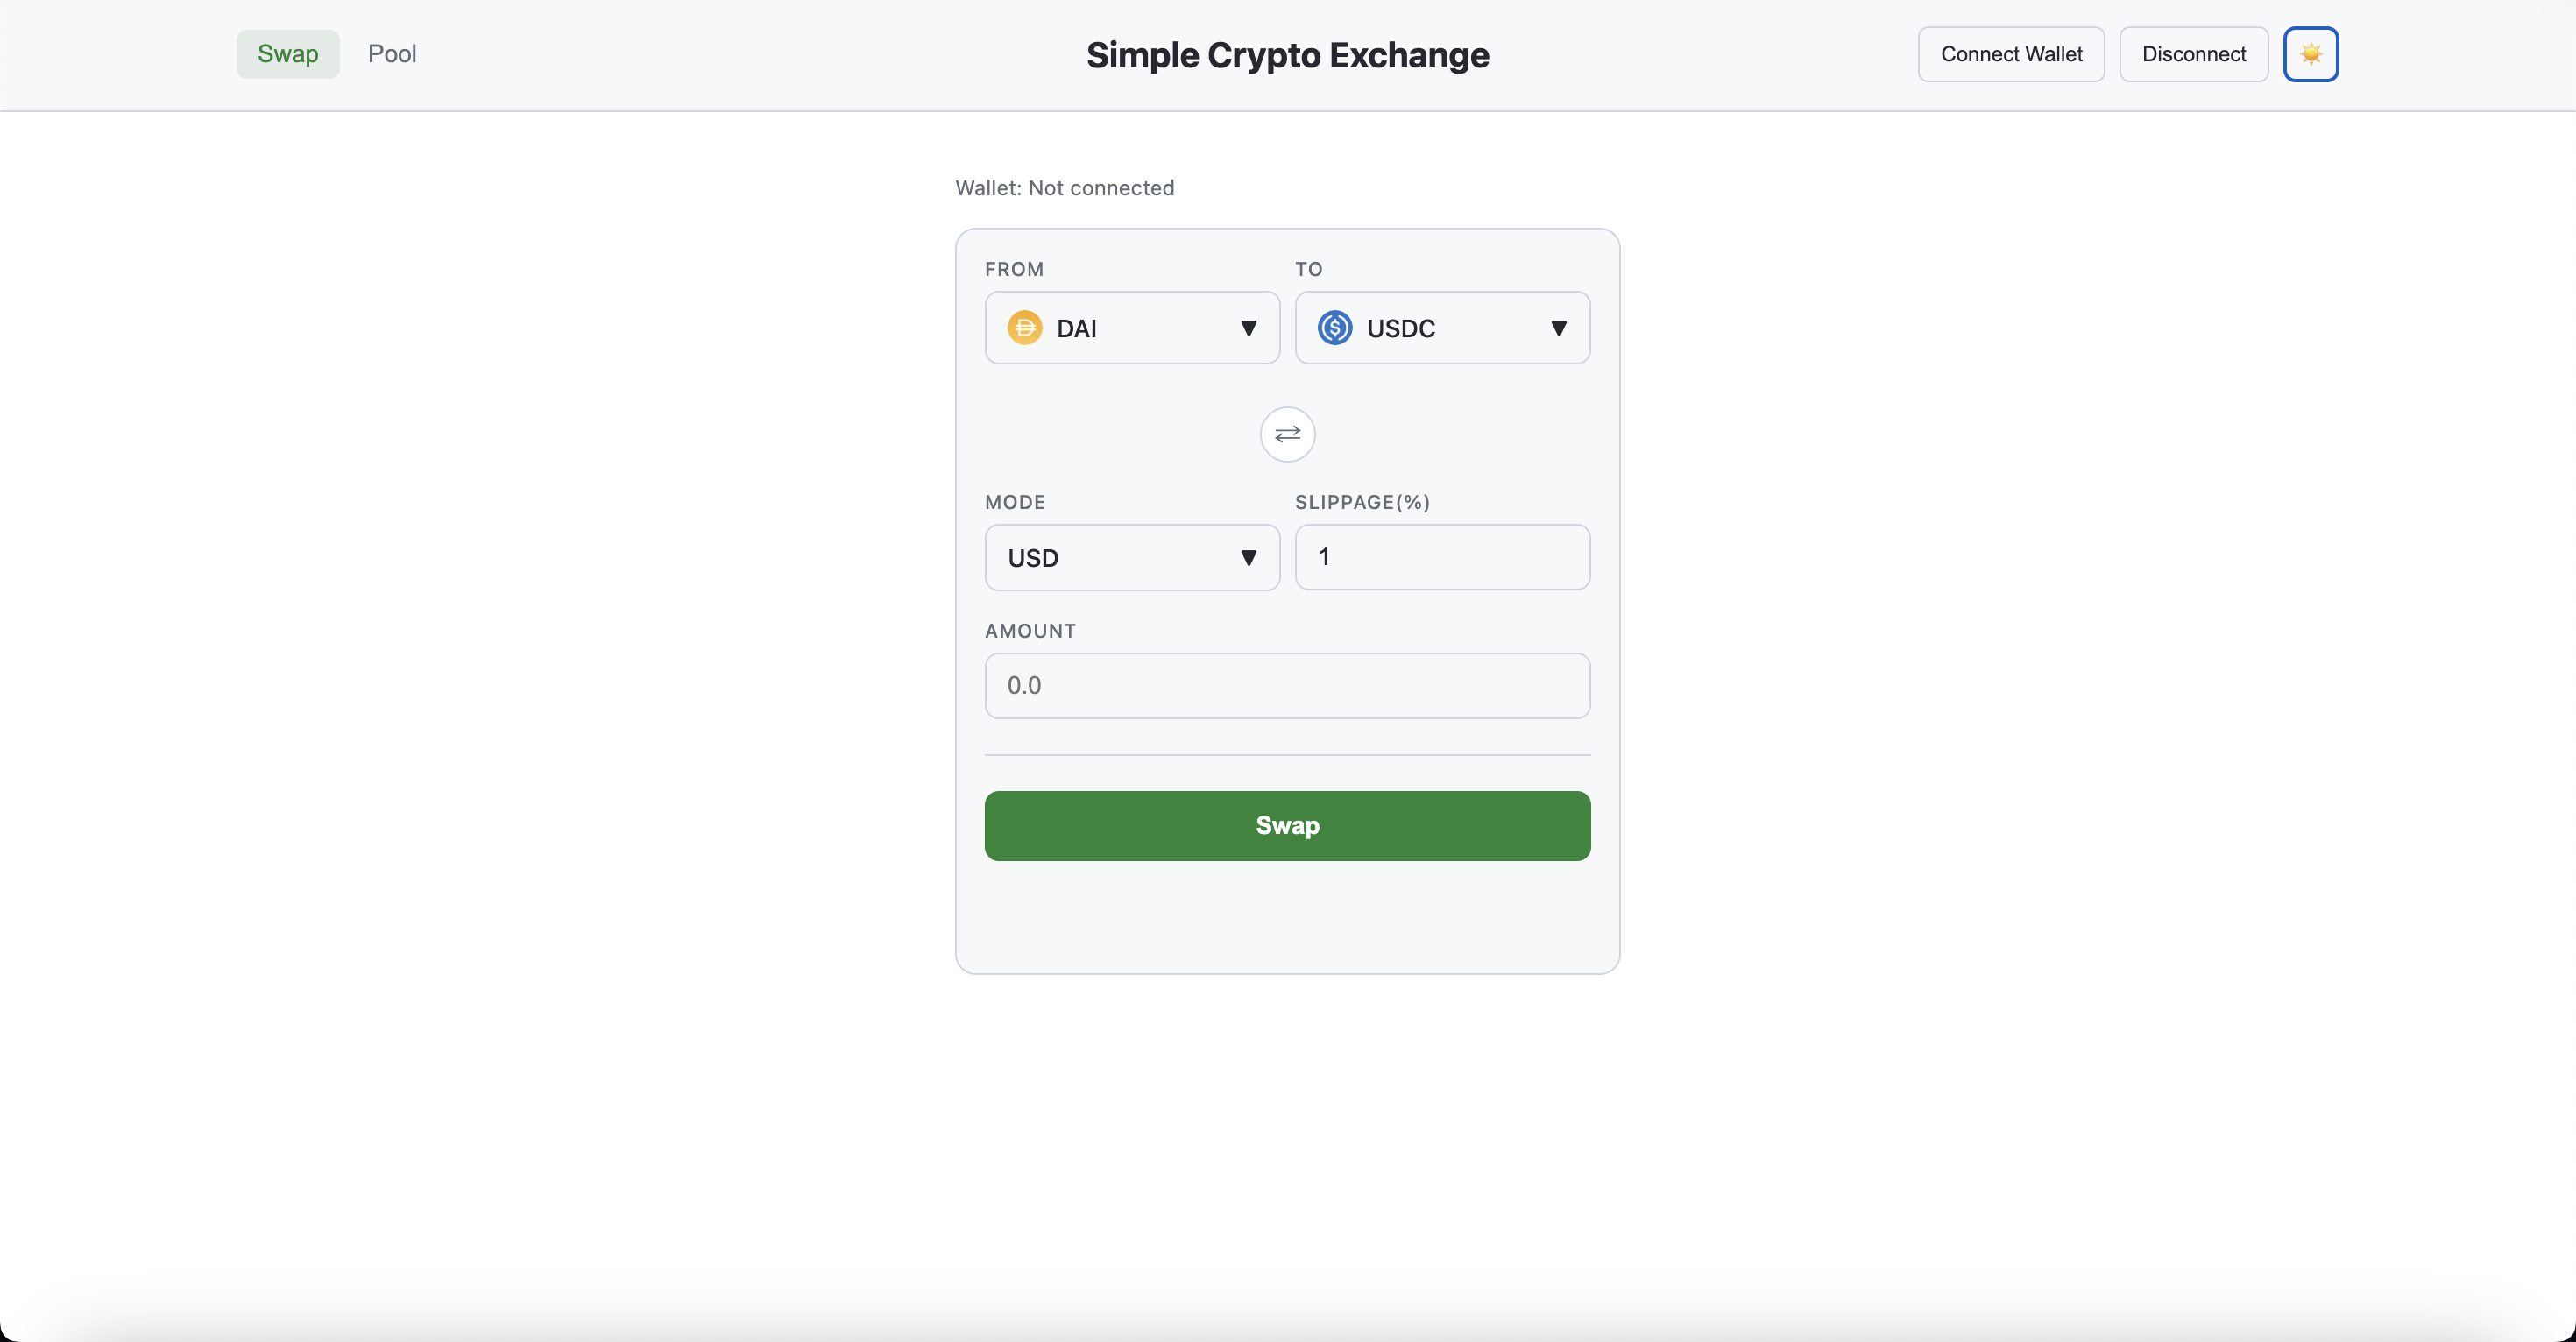 Swap Pool Simple Crypto Exchange Connect Wallet Disconnect
Wallet: Not connected
FROM TO
DAI ▼ USDC ▼
MODE SLIPPAGE(%)
USD ▼ 1
AMOUNT
0.0
Swap